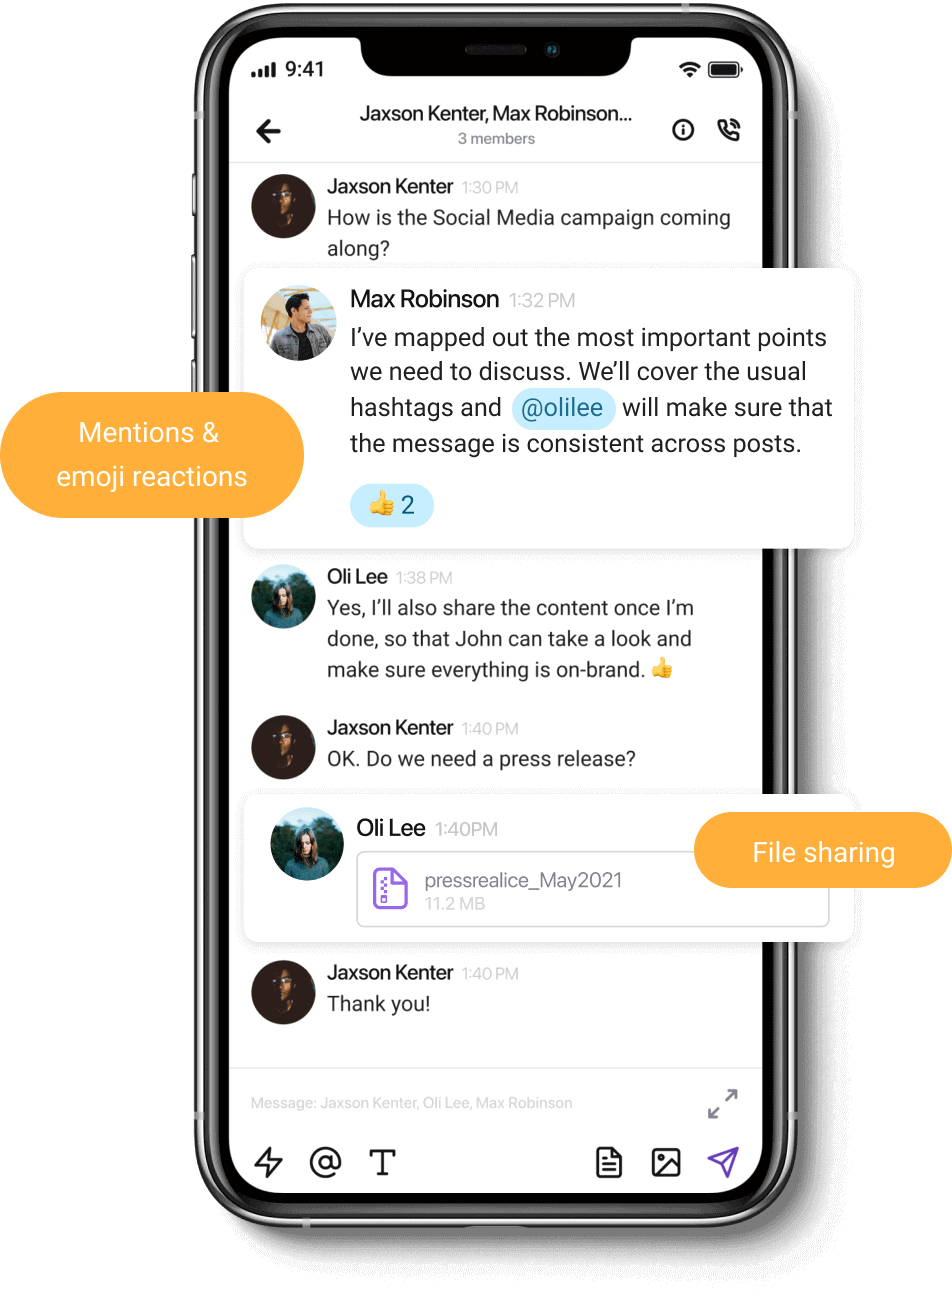 9:41
Jaxson Kenter, Max Robinson...
3 members
Jaxson Kenter 1:30 PM
How is the Social Media campaign coming
along?
Max Robinson 1:32 PM
I’ve mapped out the most important points
we need to discuss. We’ll cover the usual
hashtags and @olilee will make sure that
the message is consistent across posts.
👍 2
Mentions &
emoji reactions
Oli Lee 1:38 PM
Yes, I’ll also share the content once I’m
done, so that John can take a look and
make sure everything is on-brand. 👍
Jaxson Kenter 1:40 PM
OK. Do we need a press release?
Oli Lee 1:40PM
File sharing
pressrealice_May2021
11.2 MB
Jaxson Kenter 1:40 PM
Thank you!
Message: Jaxson Kenter, Oli Lee, Max Robinson